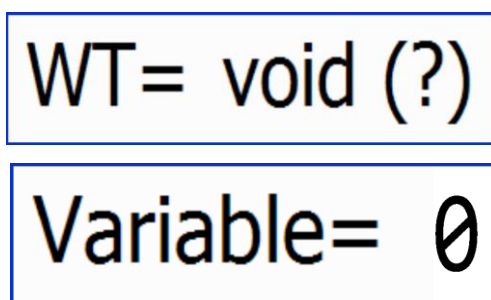 WT= void (?)
Variable= 0